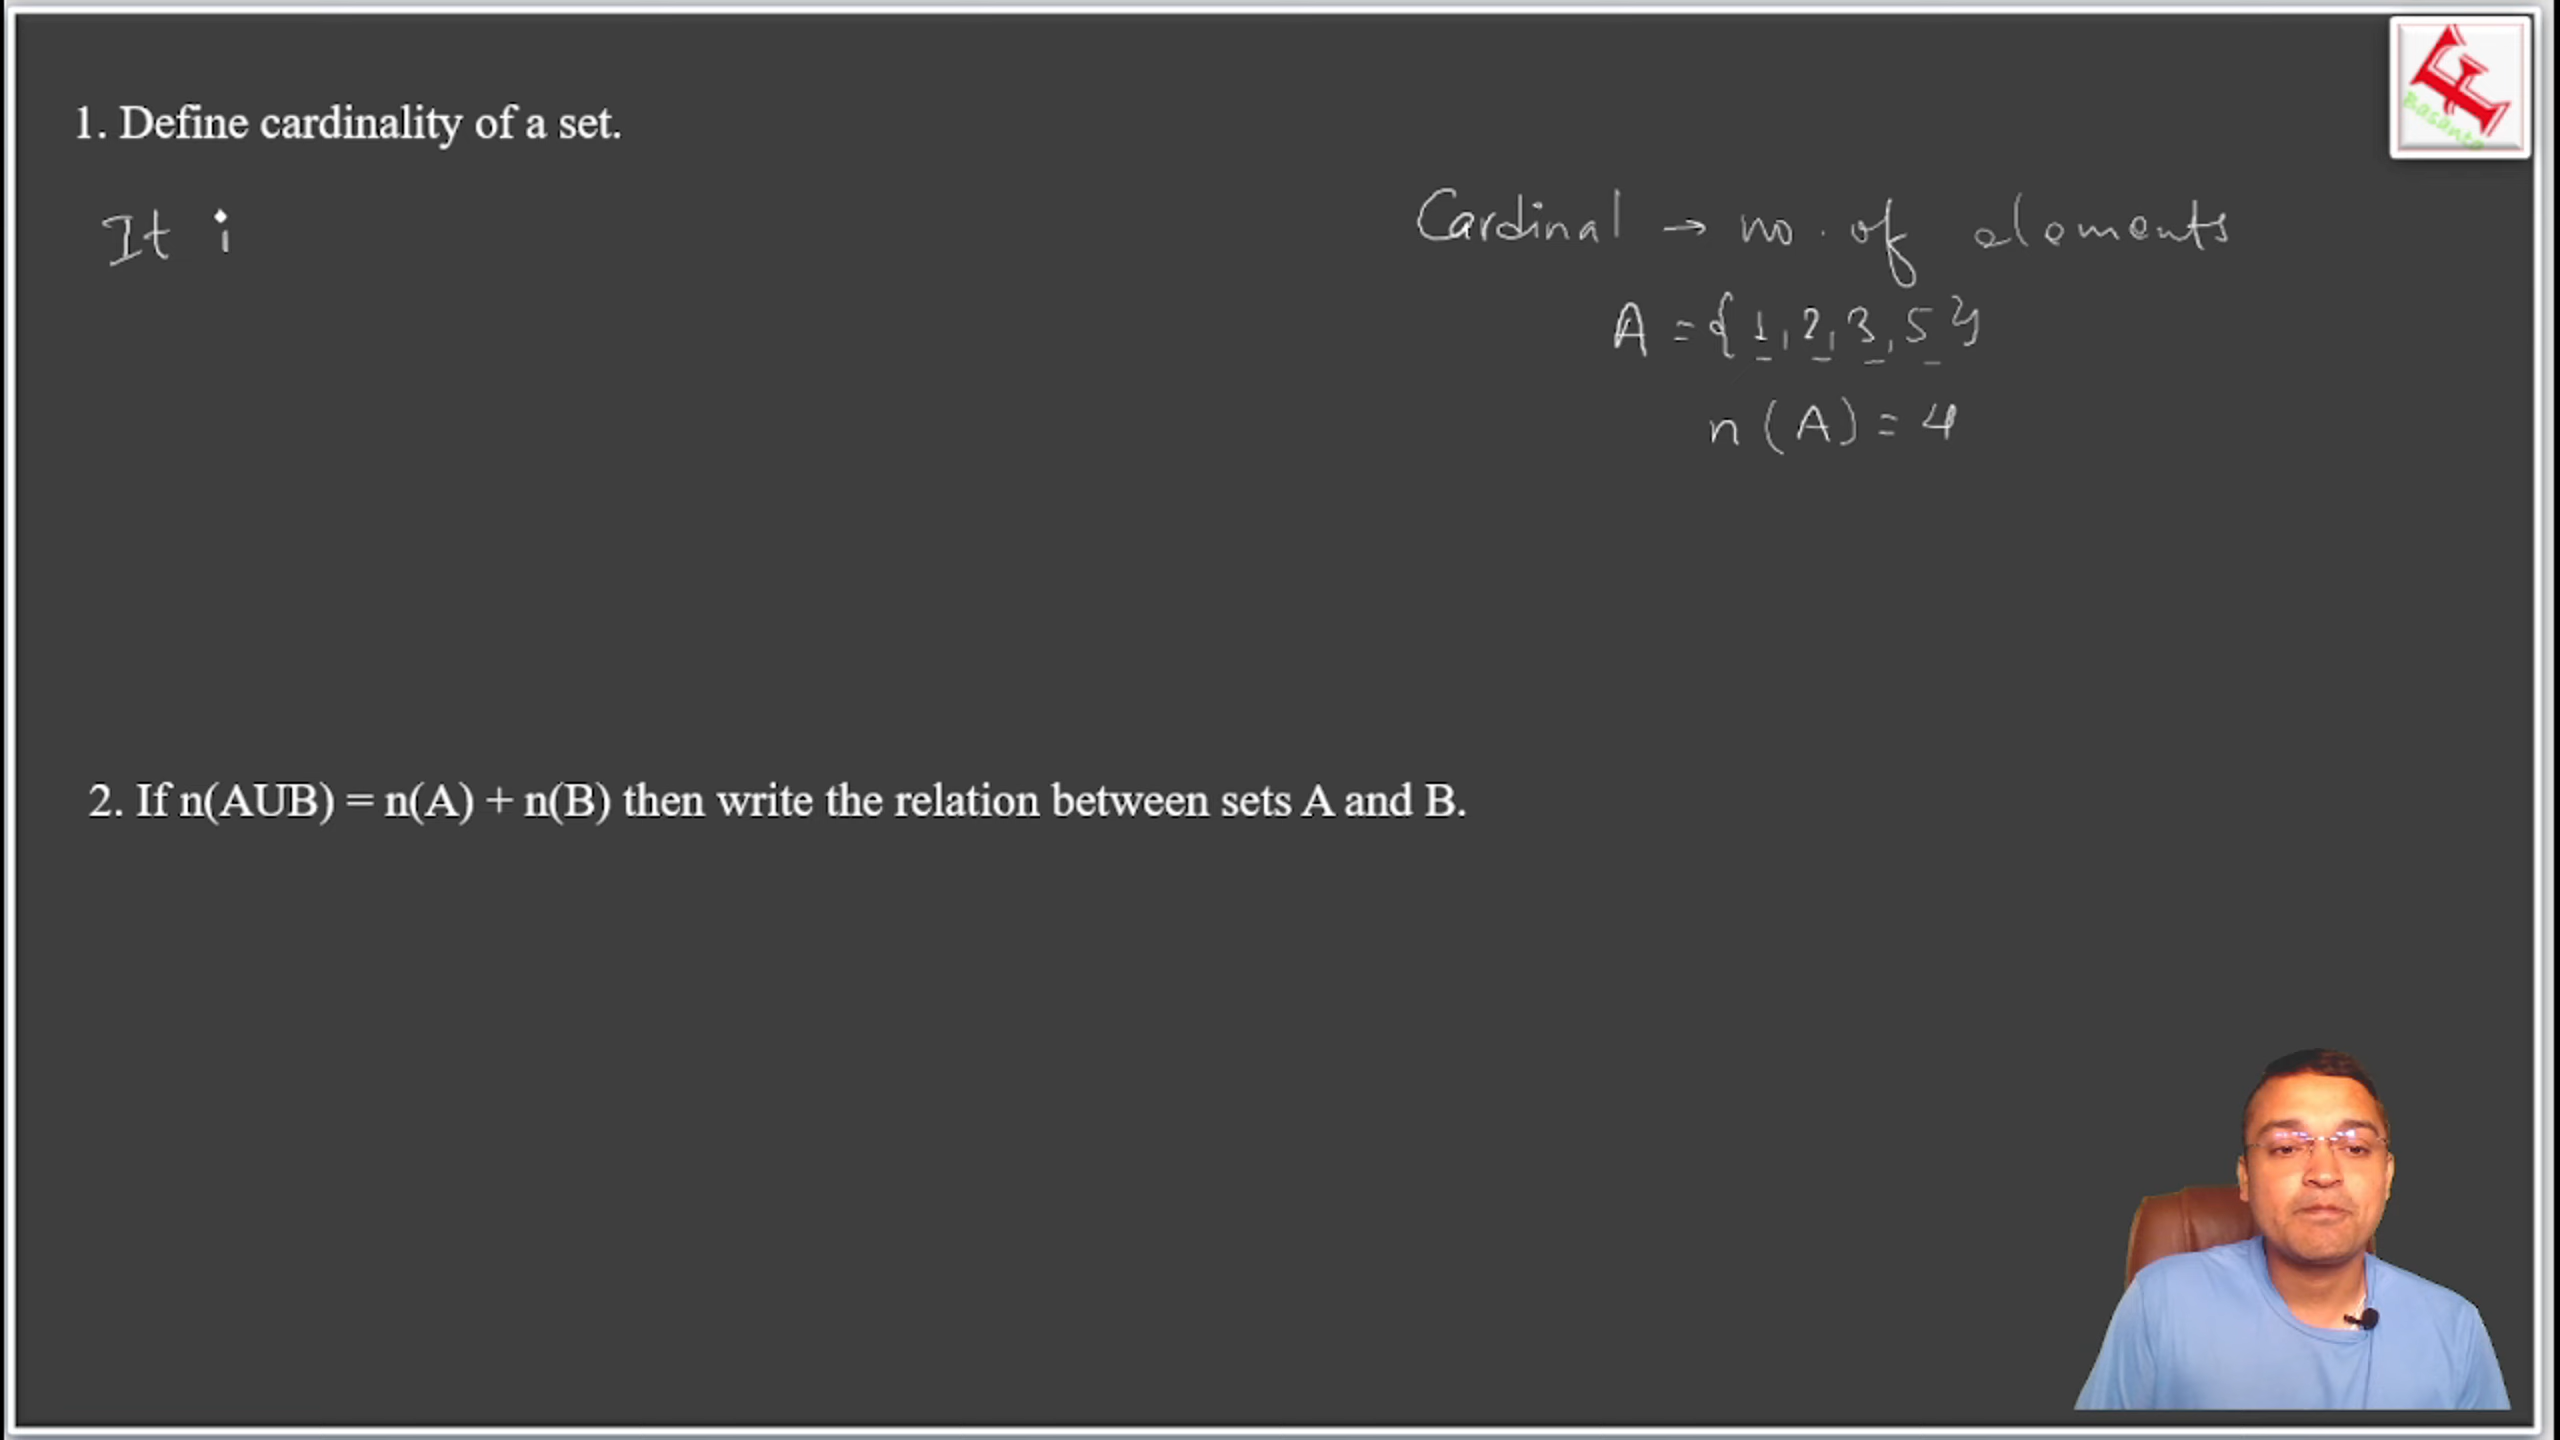 1. Define cardinality of a set.
It i
Cardinal → no. of elements
A = { 1, 2, 3, 5 }
n (A) = 4
2. If n(AUB) = n(A) + n(B) then write the relation between sets A and B.
Basanta